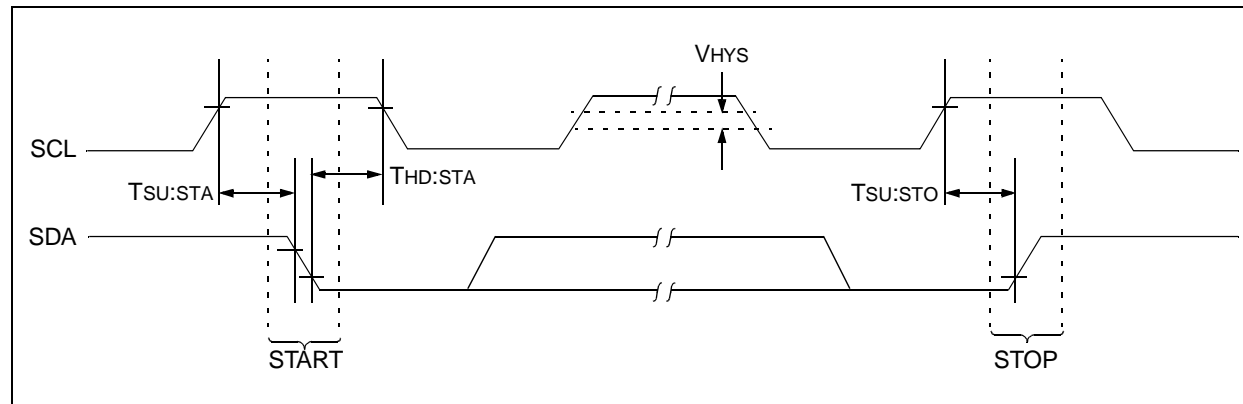 VHYS
SCL
TSU:STA
THD:STA
TSU:STO
SDA
START
STOP